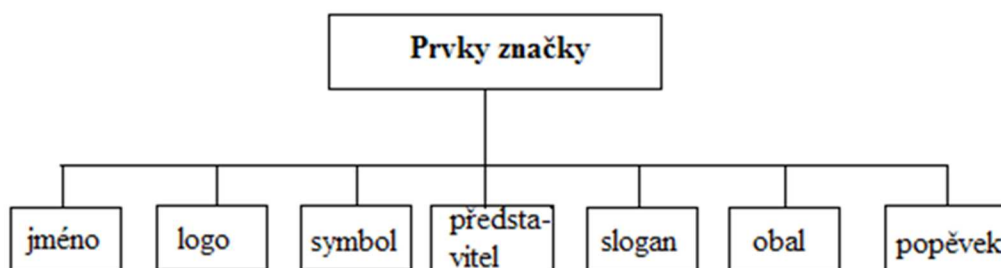 Prvky značky
jméno
logo
symbol
předsta-
vitel
slogan
obal
popěvek